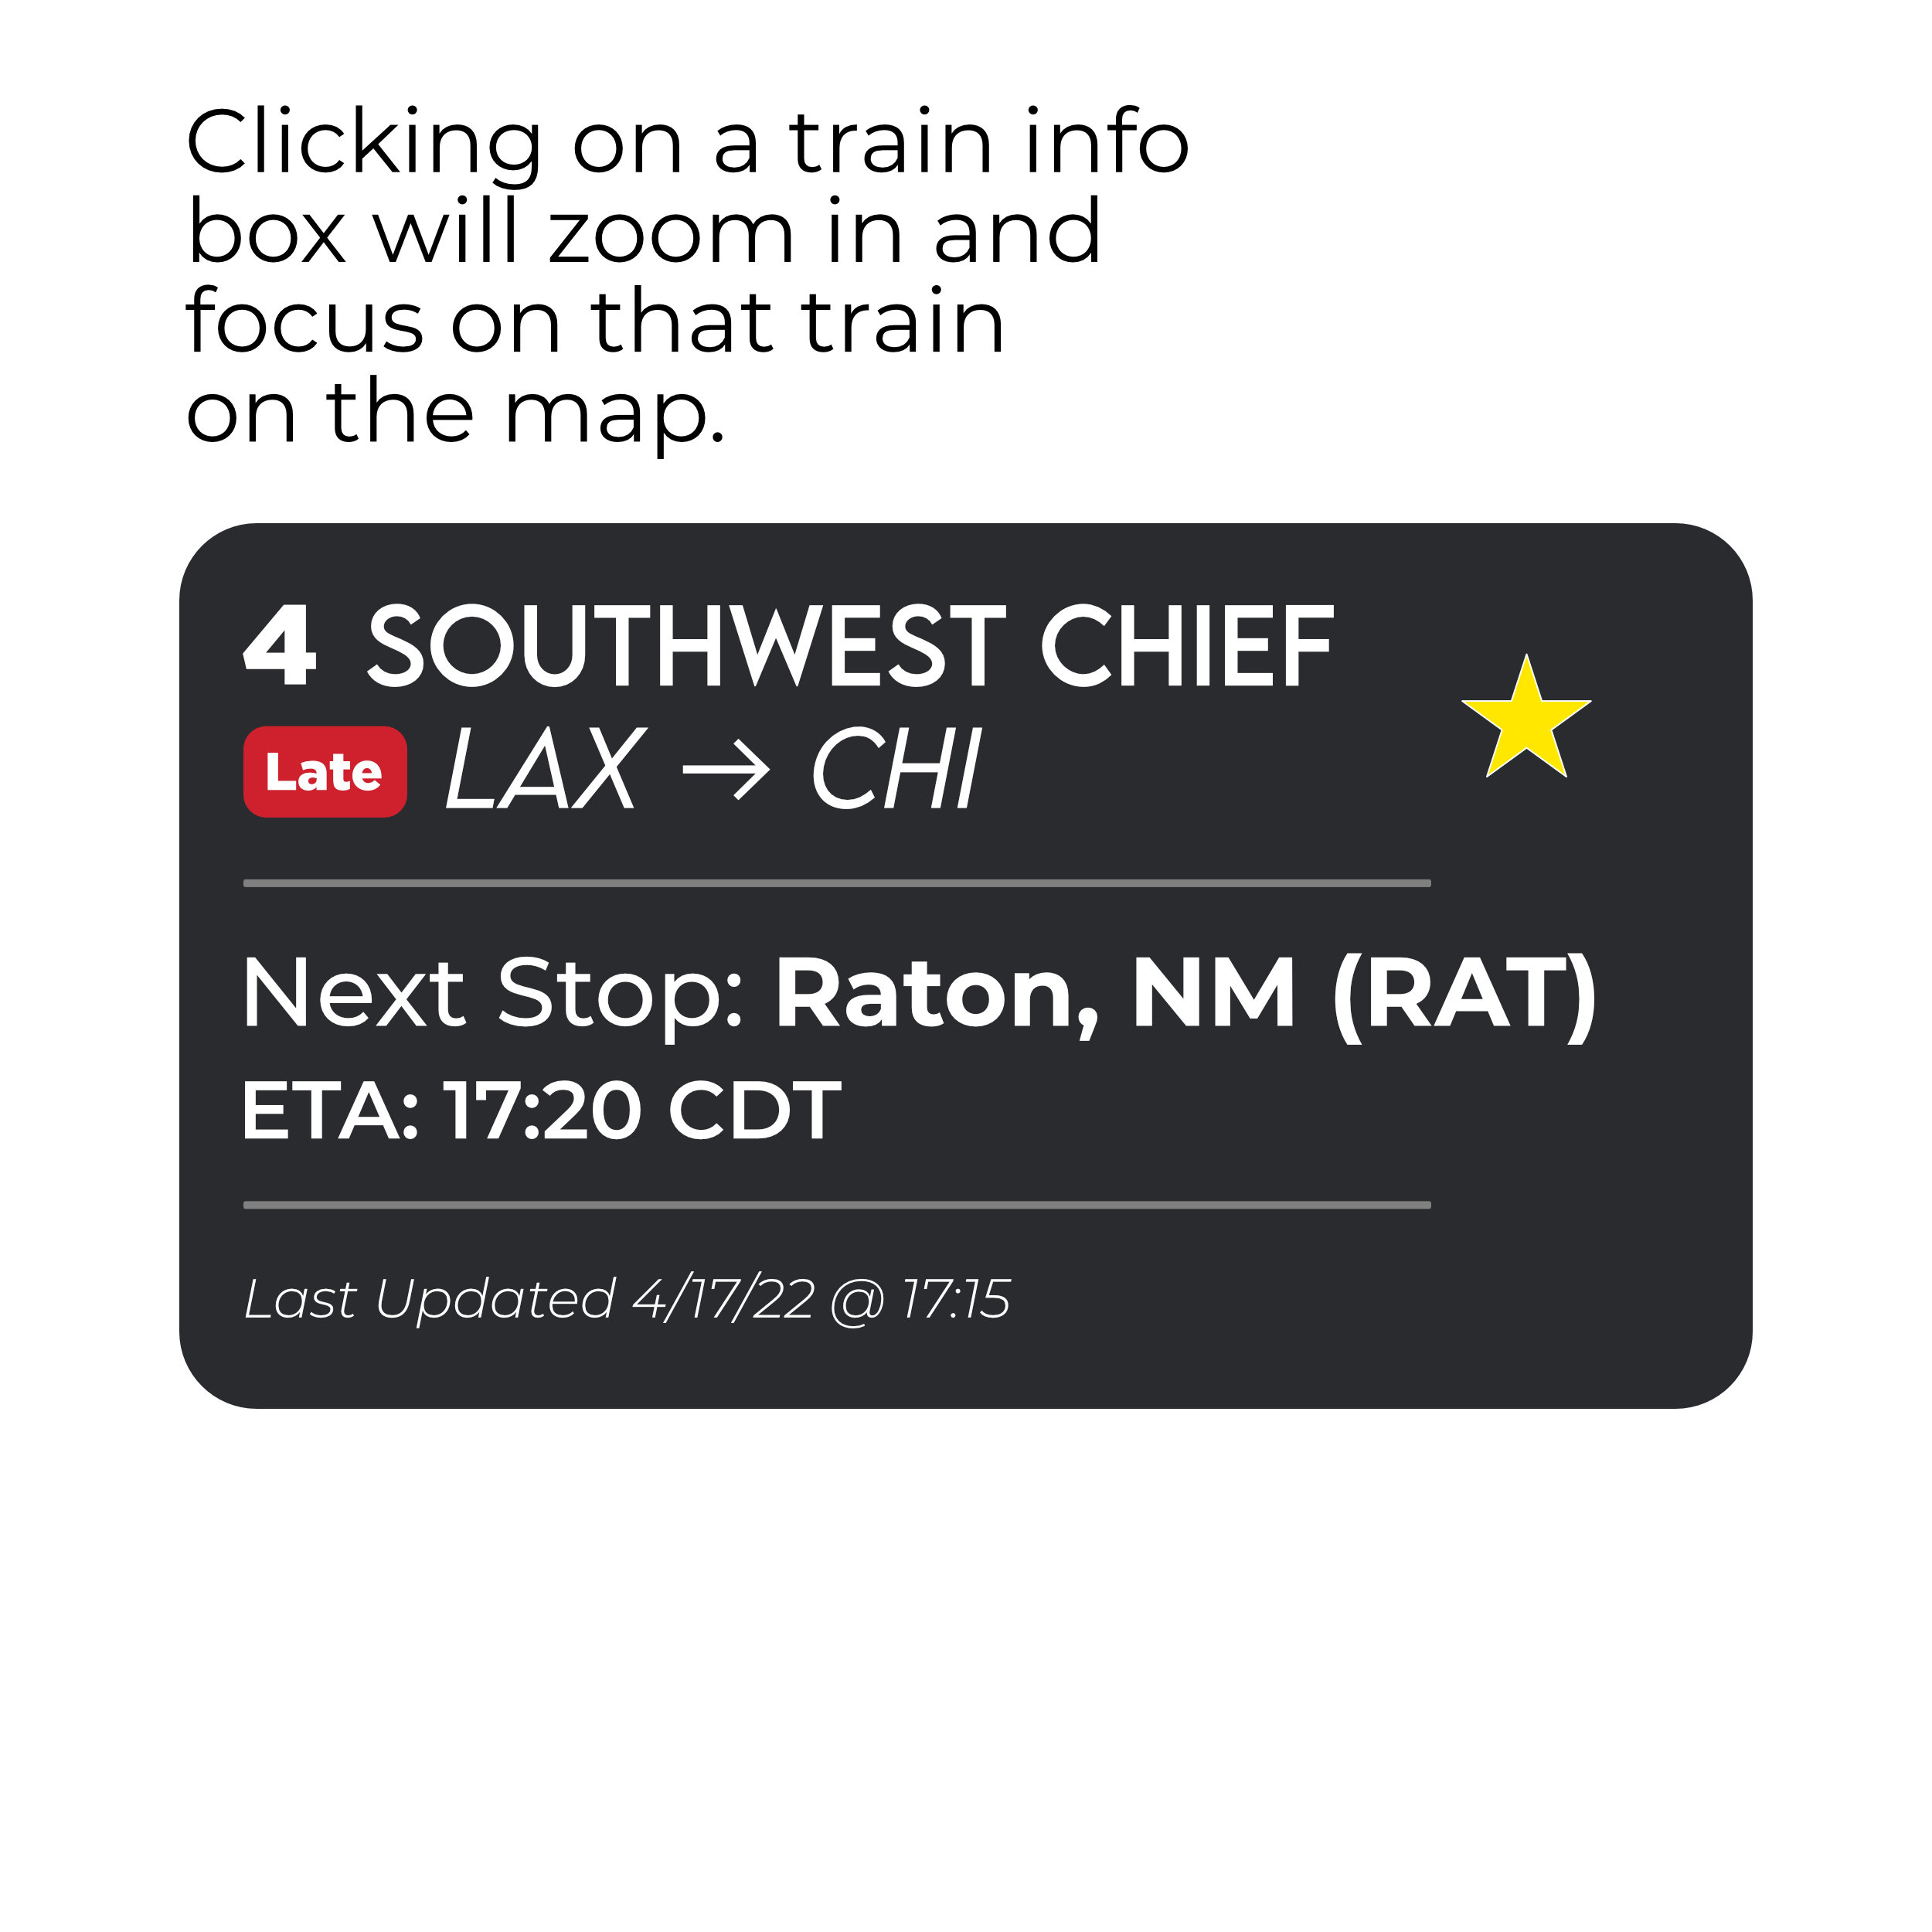 Clicking on a train info
box will zoom in and
focus on that train
on the map.
4 SOUTHWEST CHIEF
Late LAX → CHI
Next Stop: Raton, NM (RAT)
ETA: 17:20 CDT
Last Updated 4/17/22 @ 17:15